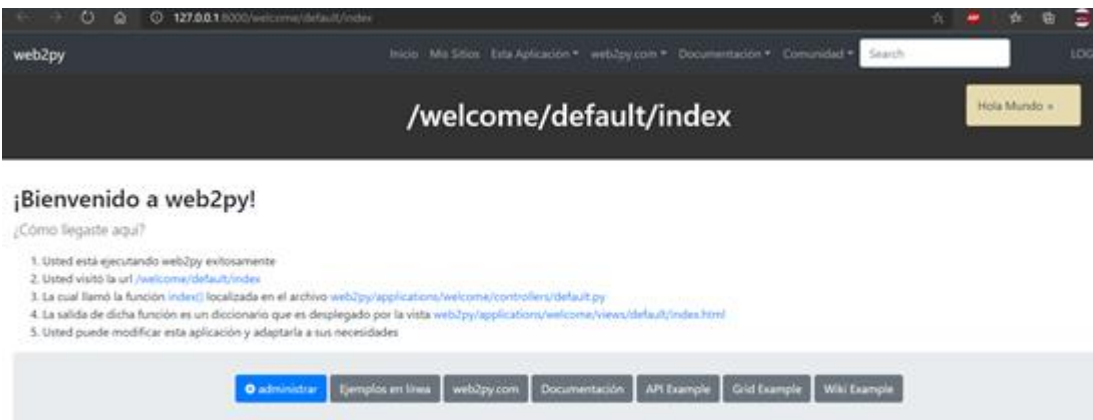 127.0.0.1:8000/welcome/default/index
web2py Inicio Mis Sitios Esta Aplicación web2py.com Documentación Comunidad Search LOG
/welcome/default/index
Hola Mundo ×
¡Bienvenido a web2py!
¿Cómo llegaste aquí?
1. Usted está ejecutando web2py exitosamente
2. Usted visitó la url /welcome/default/index
3. La cual llamó la función index() localizada en el archivo web2py/applications/welcome/controllers/default.py
4. La salida de dicha función es un diccionario que es desplegado por la vista web2py/applications/welcome/views/default/index.html
5. Usted puede modificar esta aplicación y adaptarla a sus necesidades
administrar Ejemplos en línea web2py.com Documentación API Example Grid Example Wiki Example